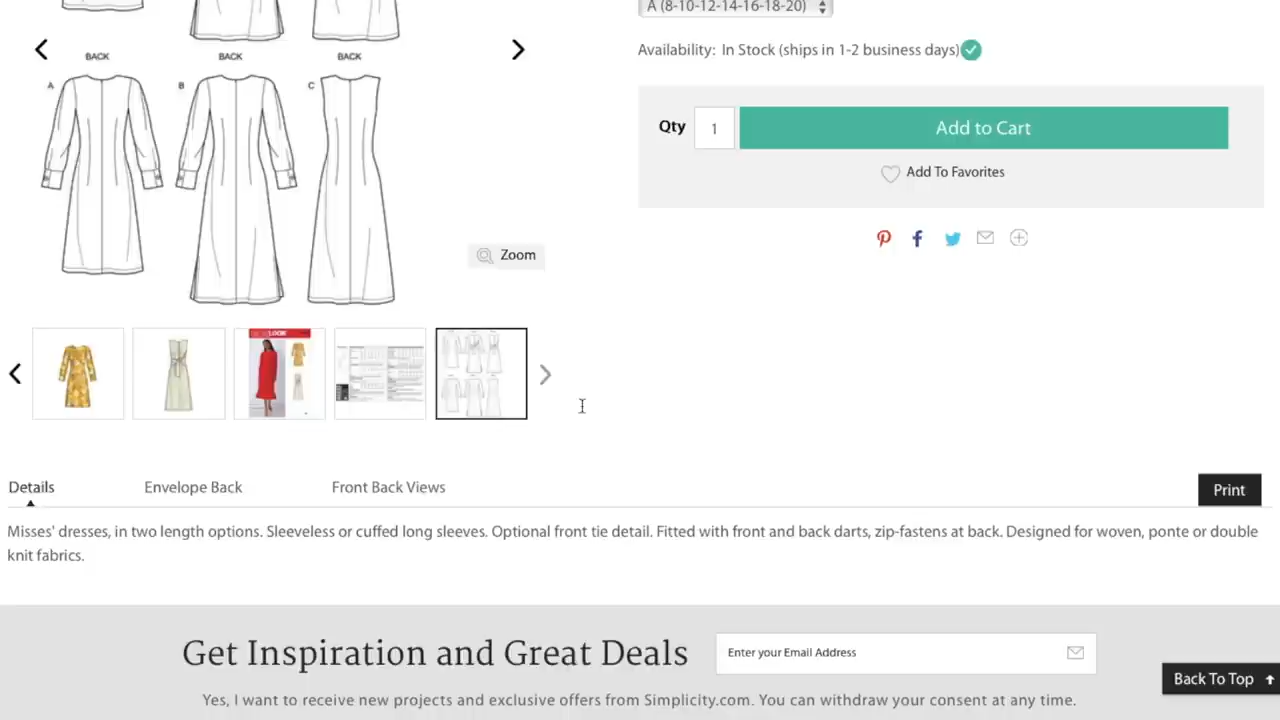 A (8-10-12-14-16-18-20)
Availability: In Stock (ships in 1-2 business days)
BACK BACK BACK
A B C
Qty 1 Add to Cart
Add To Favorites
Zoom
Details Envelope Back Front Back Views Print
Misses' dresses, in two length options. Sleeveless or cuffed long sleeves. Optional front tie detail. Fitted with front and back darts, zip-fastens at back. Designed for woven, ponte or double
knit fabrics.
Get Inspiration and Great Deals
Enter your Email Address
Back To Top
Yes, I want to receive new projects and exclusive offers from Simplicity.com. You can withdraw your consent at any time.